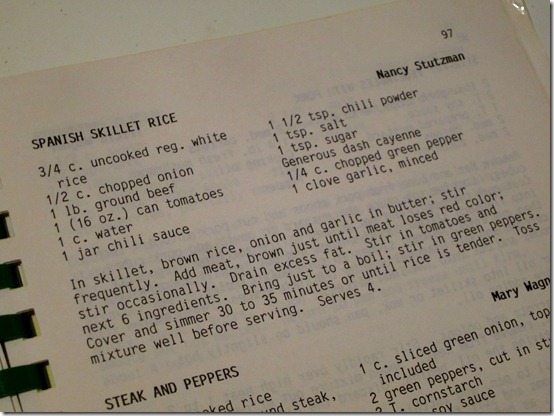 97
Nancy Stutzman
SPANISH SKILLET RICE
3/4 c. uncooked reg. white
rice
1/2 c. chopped onion
1 lb. ground beef
1 (16 oz.) can tomatoes
1 c. water
1 jar chili sauce
1 1/2 tsp. chili powder
1 tsp. salt
1 tsp. sugar
Generous dash cayenne
1/4 c. chopped green pepper
1 clove garlic, minced
In skillet, brown rice, onion and garlic in butter; stir
frequently. Add meat, brown just until meat loses red color;
stir occasionally. Drain excess fat. Stir in tomatoes and
next 6 ingredients. Bring just to a boil; stir in green peppers.
Cover and simmer 30 to 35 minutes or until rice is tender. Toss
mixture well before serving. Serves 4.
Mary Wagn
STEAK AND PEPPERS
cooked rice
round steak,
1 c. sliced green onion, top
included
2 green peppers, cut in st
cornstarch
soy sauce